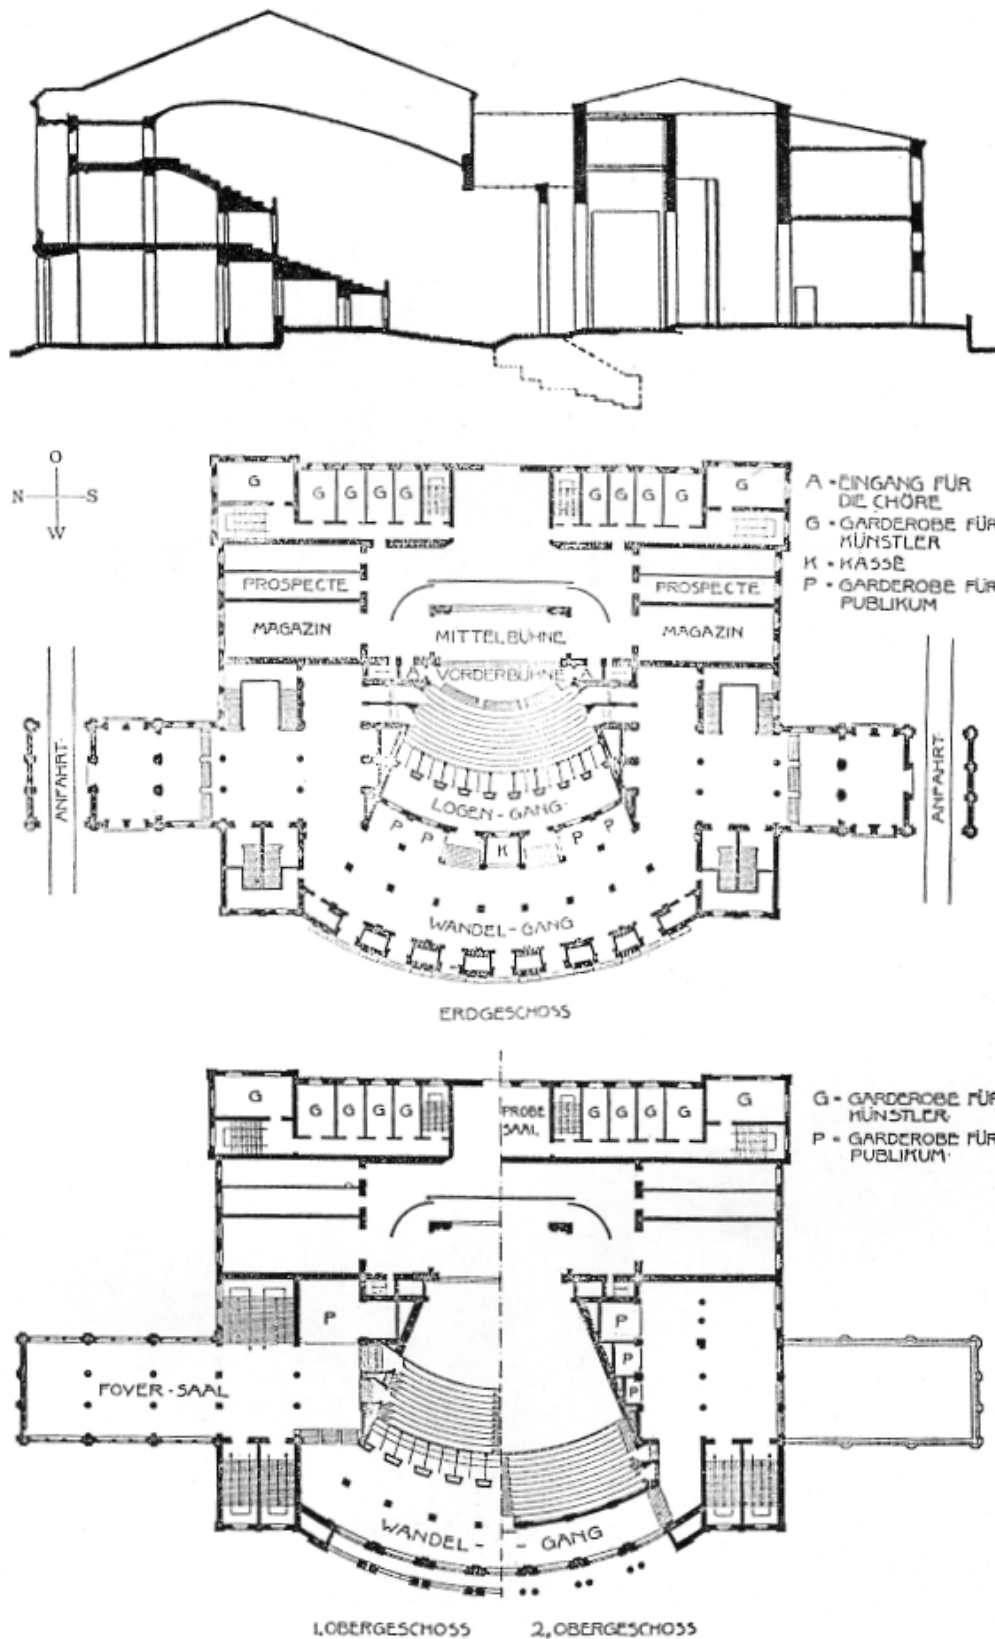 O
N S
W
G
G G G G
G G G G
G
A = EINGANG FÜR
DIE CHÖRE
G = GARDEROBE FÜR
KÜNSTLER
K = KASSE
P = GARDEROBE FÜR
PUBLIKUM
PROSPECTE
PROSPECTE
MAGAZIN
MITTELBÜHNE
MAGAZIN
A VORDERBÜHNE A
ANFAHRT
ANFAHRT
LOGEN-GANG
P P K P P
WANDEL-GANG
ERDGESCHOSS
G
G G G G
PROBE
SAAL
G G G G
G
G = GARDEROBE FÜR
KÜNSTLER
P = GARDEROBE FÜR
PUBLIKUM
P
P
P
P
FOYER-SAAL
WANDEL-- GANG
1. OBERGESCHOSS 2. OBERGESCHOSS